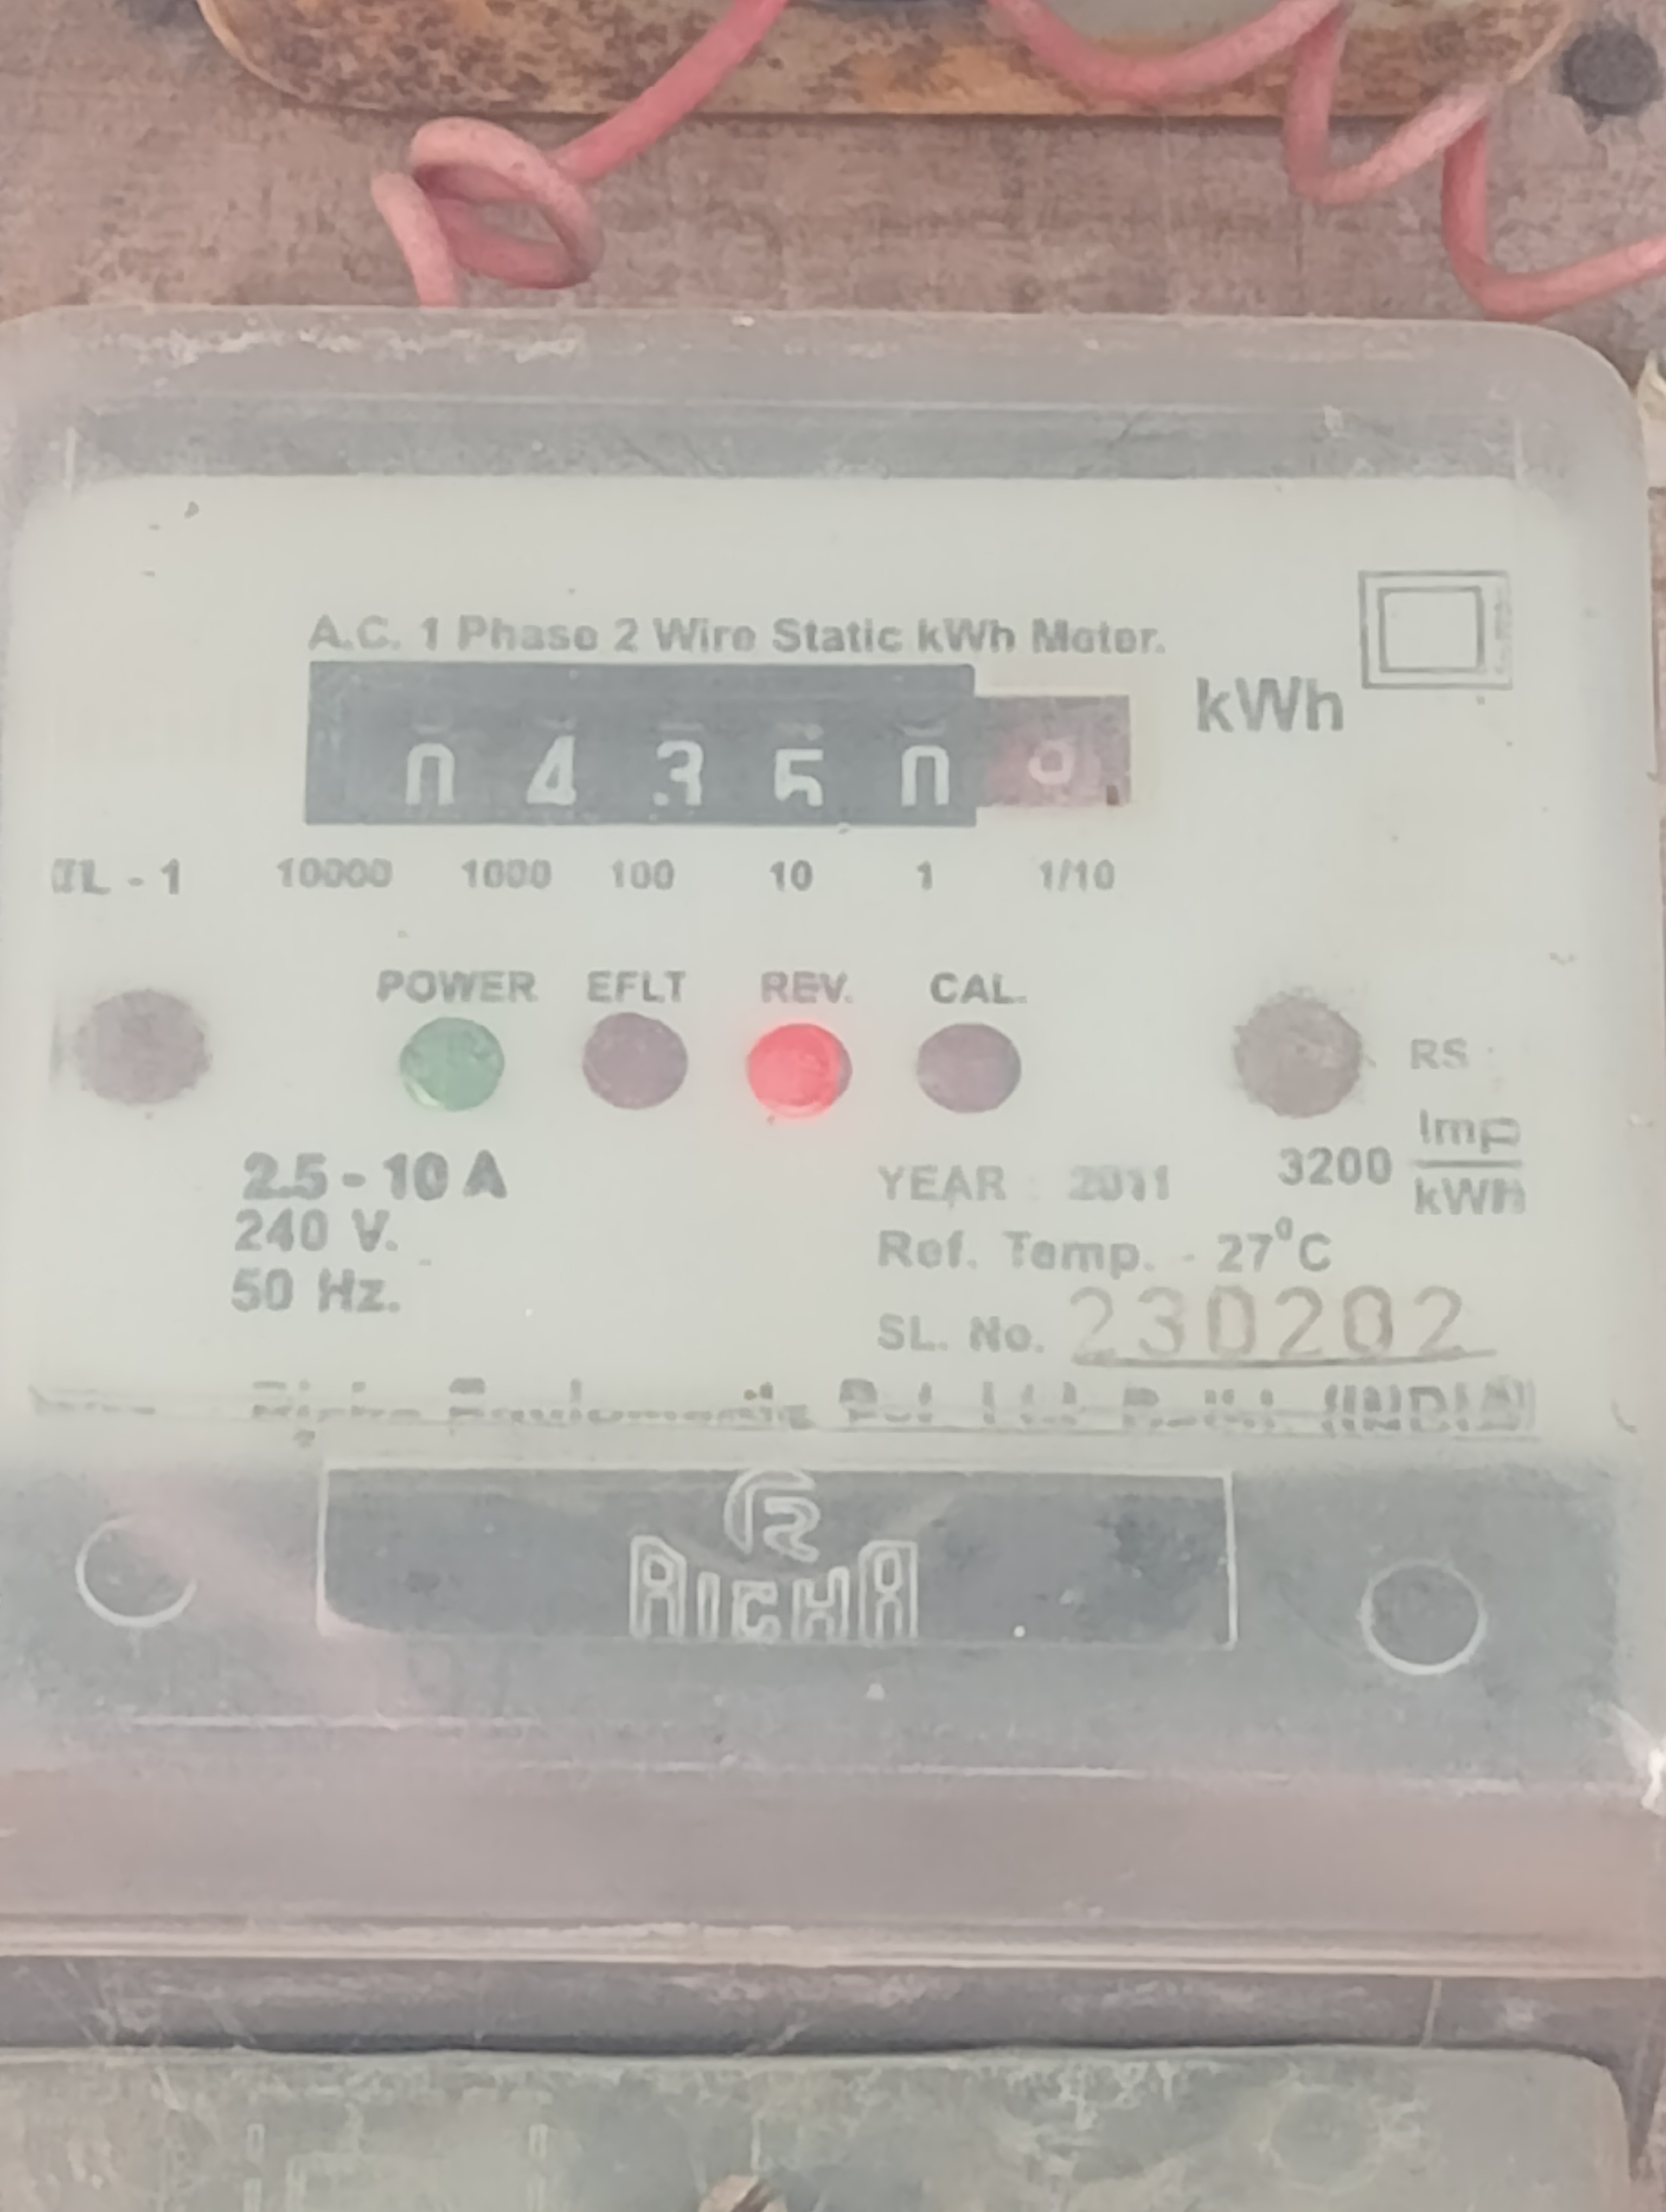 A.C. 1 Phase 2 Wire Static kWh Meter.
04350 kWh
CL - 1 10000 1000 100 10 1 1/10
POWER EFLT REV. CAL.
RS
2.5 - 10 A
240 V.
50 Hz.
3200 Imp
kWh
YEAR : 2011
Ref. Temp. - 27°C
SL. No. 230202
(INDIA)
RICHA